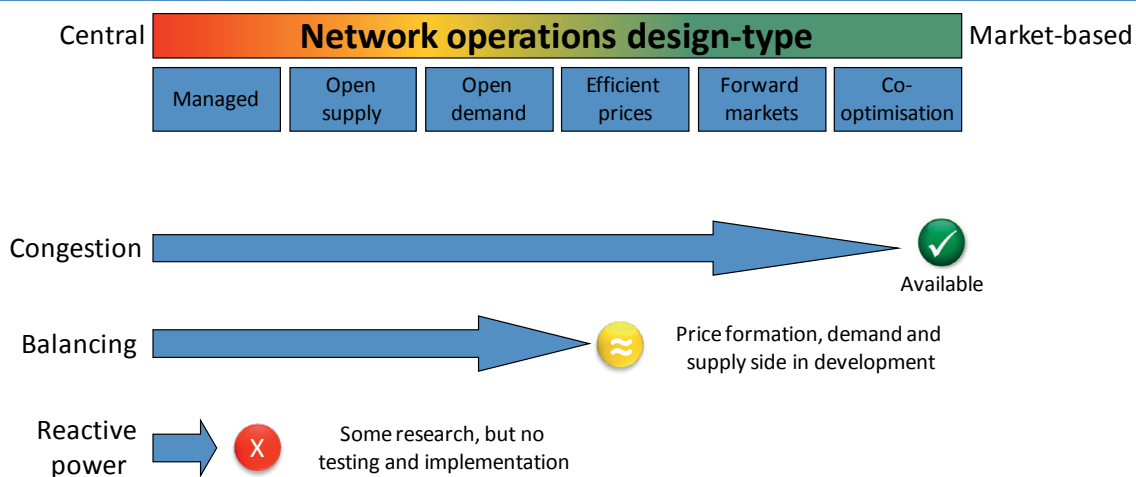 Central
Network operations design-type
Market-based
Managed
Open
supply
Open
demand
Efficient
prices
Forward
markets
Co-
optimisation
Congestion
Available
Balancing
≈
Price formation, demand and
supply side in development
Reactive
power
X
Some research, but no
testing and implementation